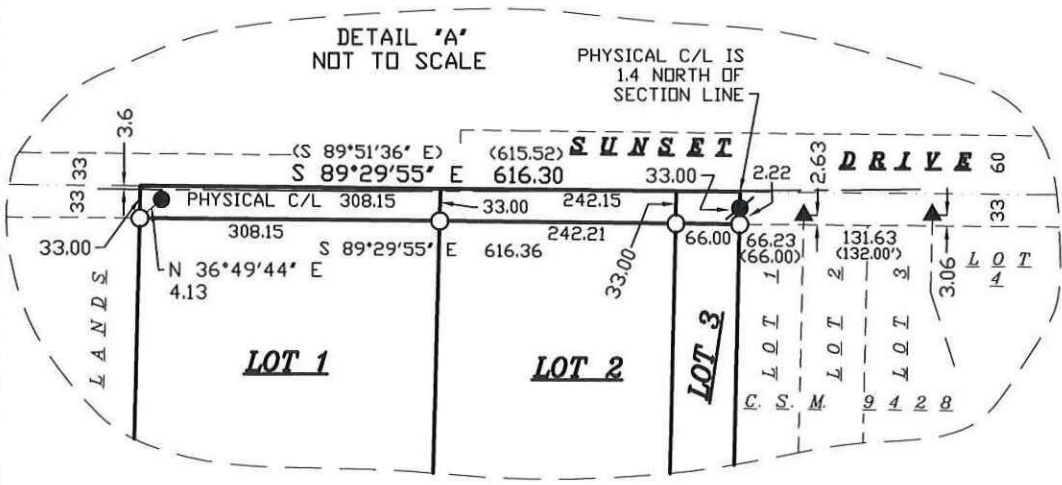 DETAIL "A"
NOT TO SCALE
PHYSICAL C/L IS
1.4 NORTH OF
SECTION LINE
3.6
(S 89°51'36" E)
(615.52)
SUNSET
DRIVE
2.63
60
33
33
S 89°29'55" E
616.30
33.00
2.22
33
PHYSICAL C/L
308.15
33.00
242.15
33.00
308.15
242.21
66.00
66.23
(66.00)
131.63
(132.00')
S 89°29'55" E
616.36
33.00
3.06
N 36°49'44" E
4.13
LANDS
LOT 1
LOT 2
LOT 3
LOT 1
LOT 2
LOT 3
LOT
4
C. S. M. 9428